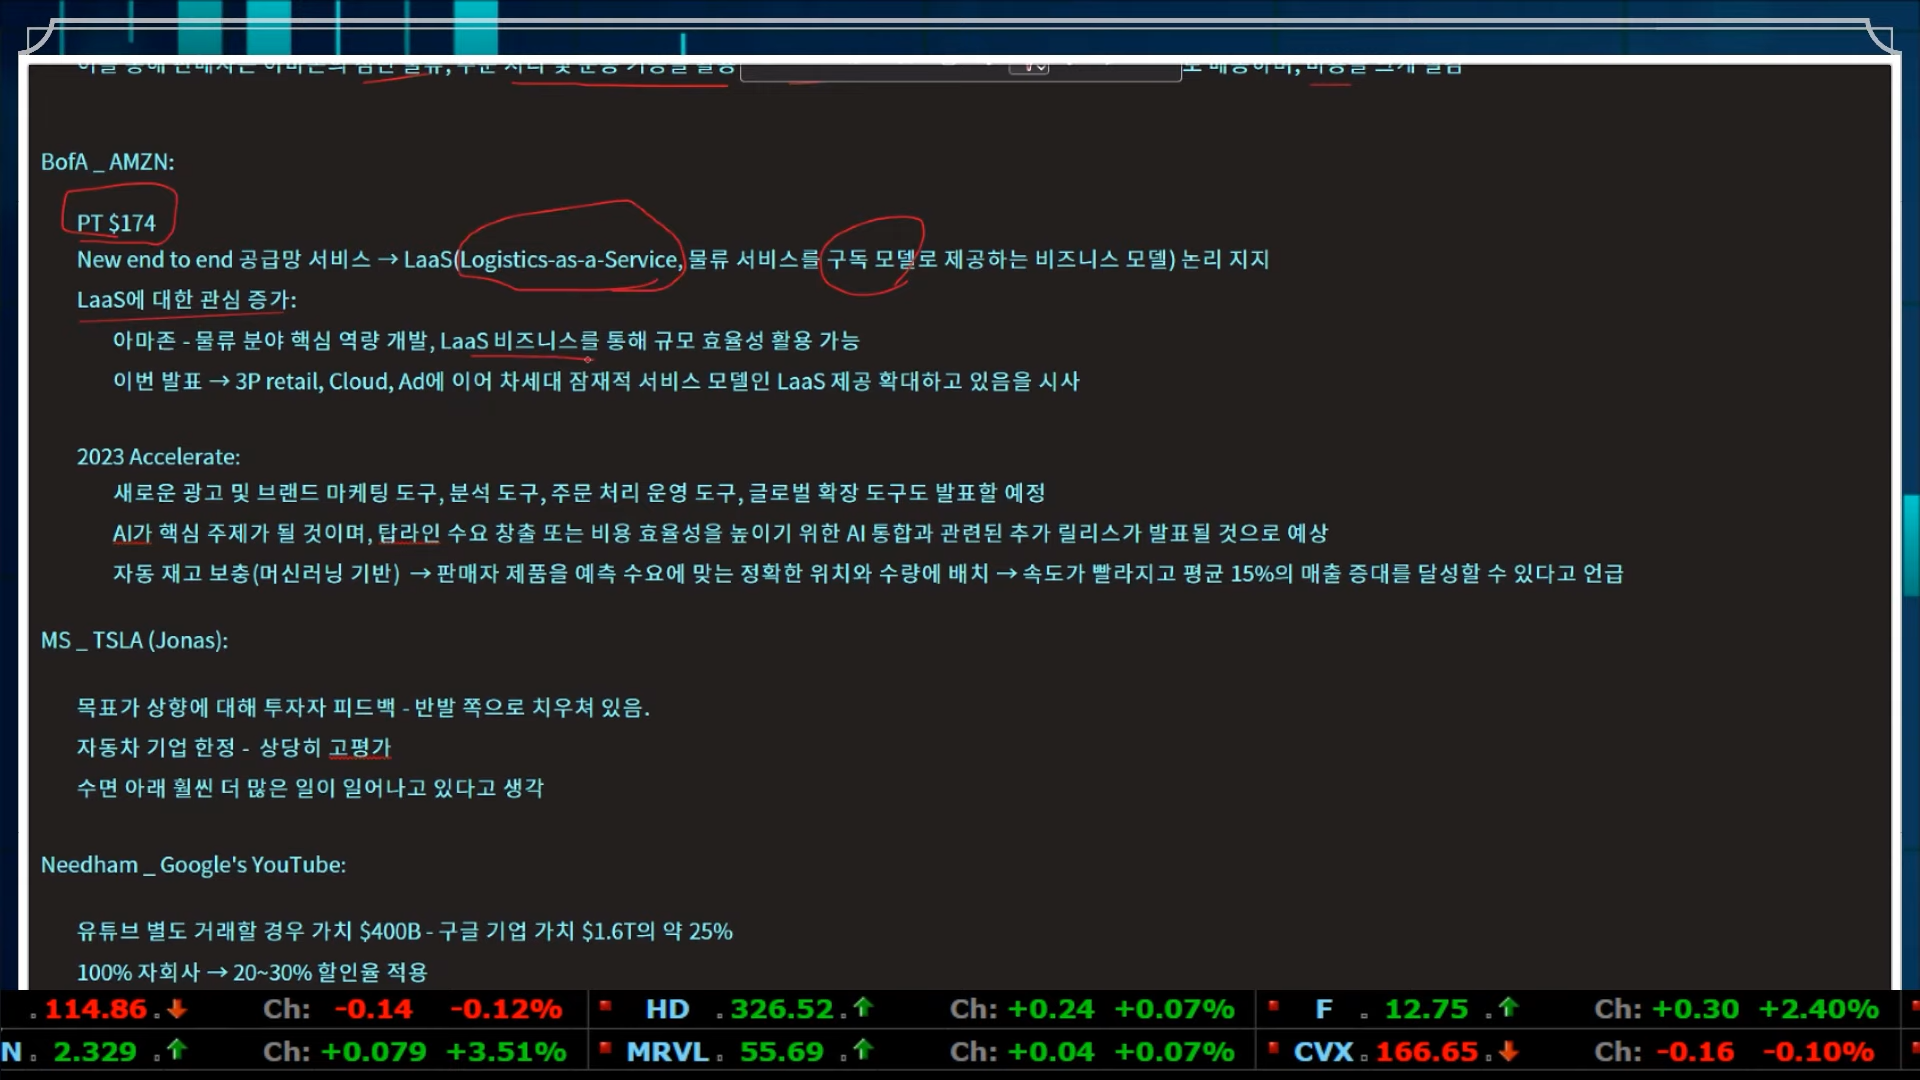 BofA _ AMZN:
PT $174
New end to end 공급망 서비스 → LaaS(Logistics-as-a-Service, 물류 서비스를 구독 모델로 제공하는 비즈니스 모델) 논리 지지
LaaS에 대한 관심 증가:
아마존 - 물류 분야 핵심 역량 개발, LaaS 비즈니스를 통해 규모 효율성 활용 가능
이번 발표 → 3P retail, Cloud, Ad에 이어 차세대 잠재적 서비스 모델인 LaaS 제공 확대하고 있음을 시사
2023 Accelerate:
새로운 광고 및 브랜드 마케팅 도구, 분석 도구, 주문 처리 운영 도구, 글로벌 확장 도구도 발표할 예정
AI가 핵심 주제가 될 것이며, 탑라인 수요 창출 또는 비용 효율성을 높이기 위한 AI 통합과 관련된 추가 릴리스가 발표될 것으로 예상
자동 재고 보충(머신러닝 기반) → 판매자 제품을 예측 수요에 맞는 정확한 위치와 수량에 배치 → 속도가 빨라지고 평균 15%의 매출 증대를 달성할 수 있다고 언급
MS _ TSLA (Jonas):
목표가 상향에 대해 투자자 피드백 - 반발 쪽으로 치우쳐 있음.
자동차 기업 한정 - 상당히 고평가
수면 아래 훨씬 더 많은 일이 일어나고 있다고 생각
Needham _ Google's YouTube:
유튜브 별도 거래할 경우 가치 $400B - 구글 기업 가치 $1.6T의 약 25%
100% 자회사 → 20~30% 할인율 적용
114.86 Ch: -0.14 -0.12% HD 326.52 Ch: +0.24 +0.07% F 12.75 Ch: +0.30 +2.40%
N 2.329 Ch: +0.079 +3.51% MRVL 55.69 Ch: +0.04 +0.07% CVX 166.65 Ch: -0.16 -0.10%